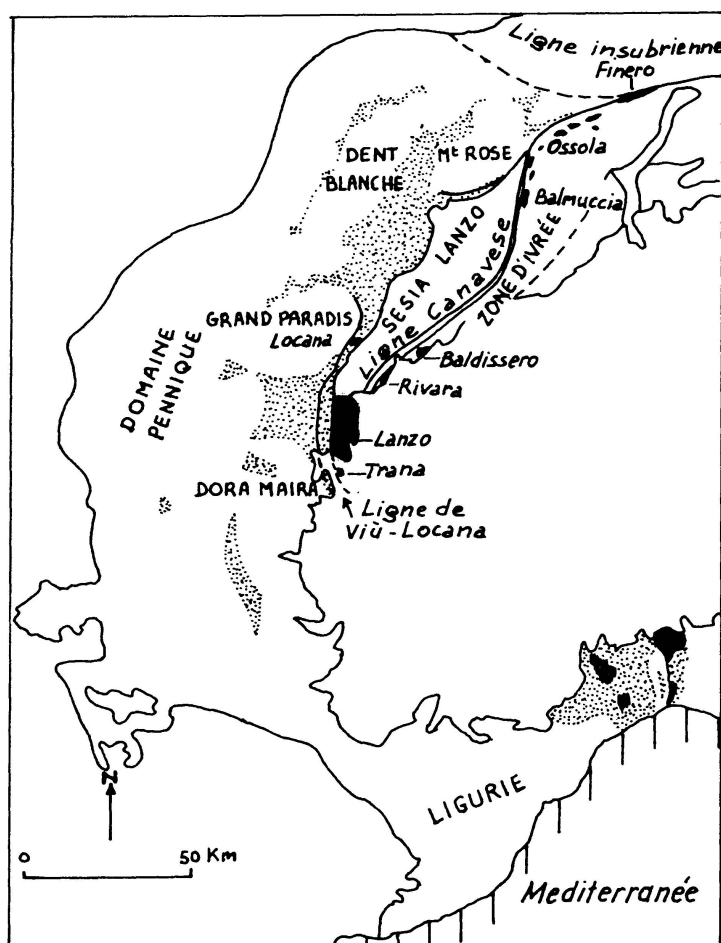 Ligne insubrienne
Finero
Ossola
Mt ROSE
DENT
BLANCHE
Balmuccia
SESIA LANZO
Ligne Canavese
ZONE D'IVRÉE
GRAND PARADIS
Locana
Baldissero
Rivara
DOMAINE
PENNIQUE
Lanzo
Trana
DORA MAIRA
Ligne de
Viù-Locana
N
LIGURIE
0 50 Km
Mediterranée